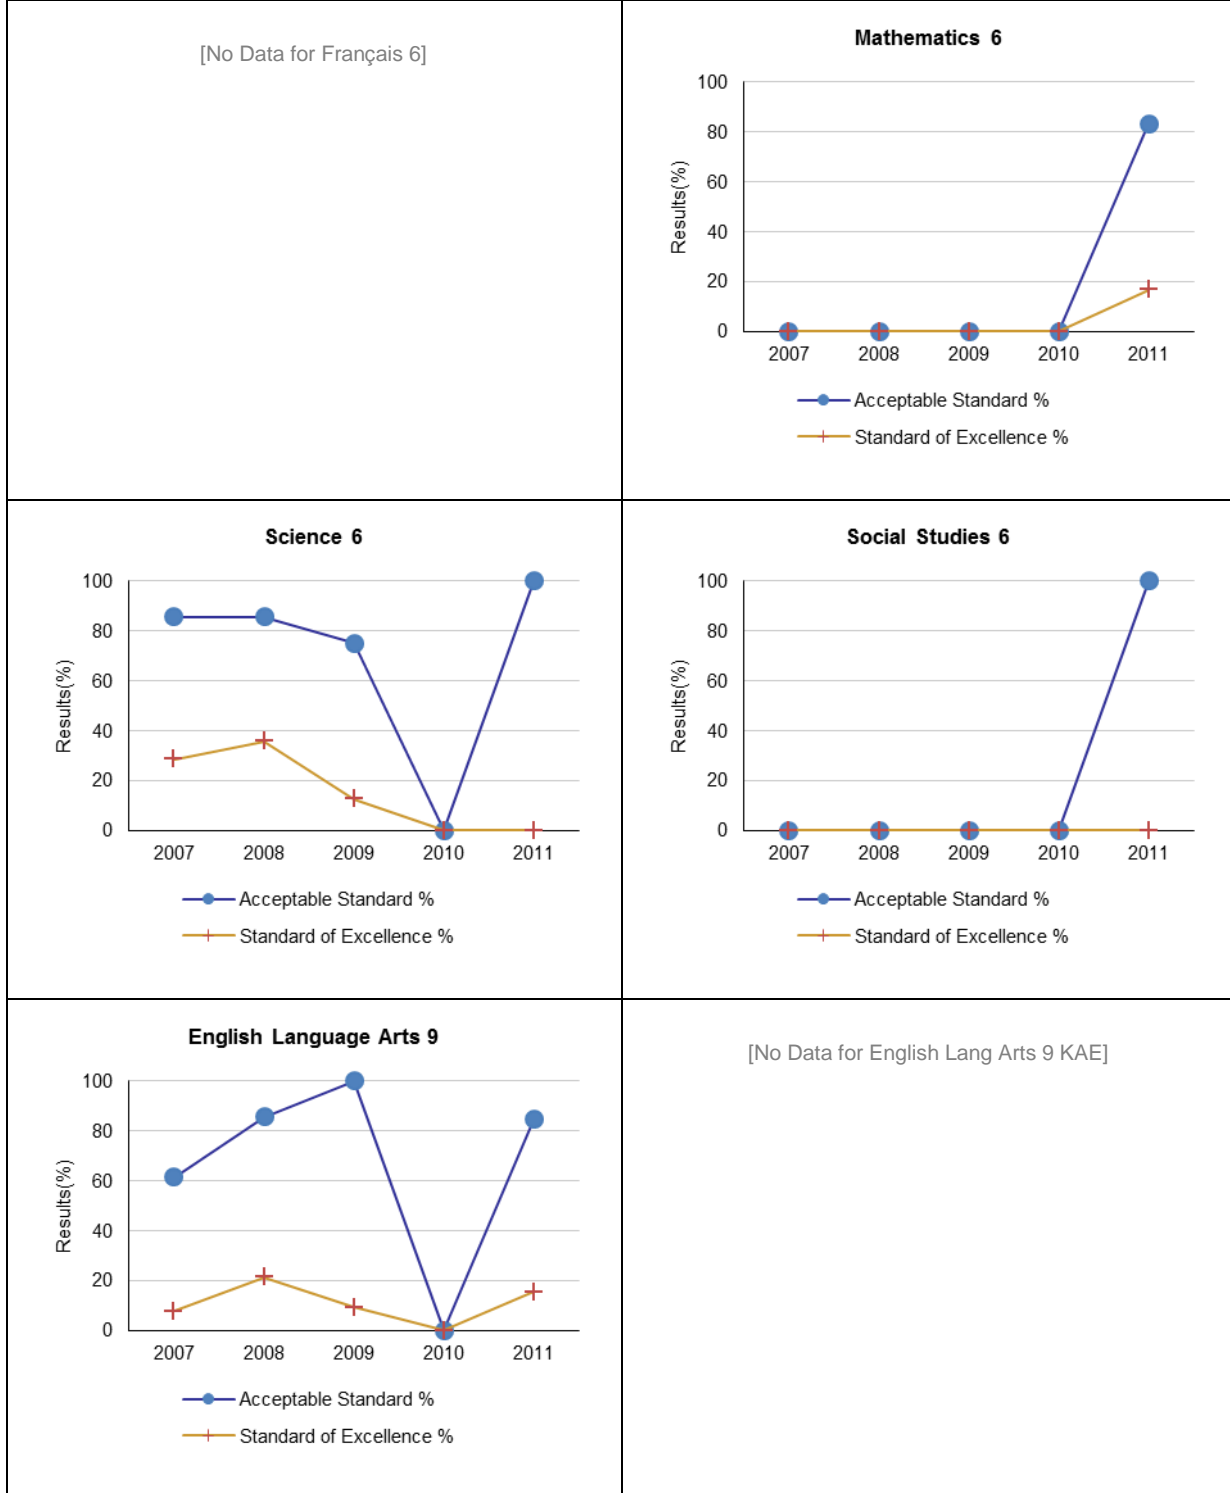 [No Data for Français 6]
Mathematics 6
100
80
60
40
20
0
Results(%)
2007 2008 2009 2010 2011
Acceptable Standard %
Standard of Excellence %
Science 6
100
80
60
40
20
0
Results(%)
2007 2008 2009 2010 2011
Acceptable Standard %
Standard of Excellence %
Social Studies 6
100
80
60
40
20
0
Results(%)
2007 2008 2009 2010 2011
Acceptable Standard %
Standard of Excellence %
English Language Arts 9
100
80
60
40
20
0
Results(%)
2007 2008 2009 2010 2011
Acceptable Standard %
Standard of Excellence %
[No Data for English Lang Arts 9 KAE]